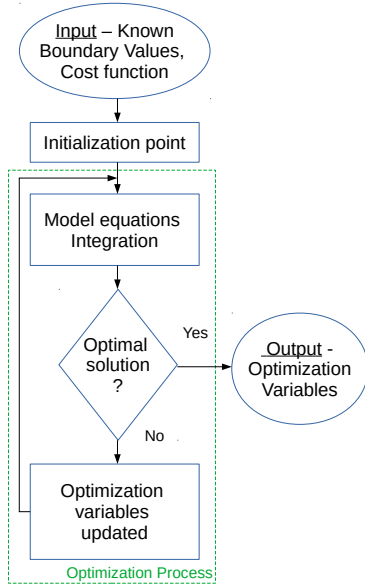 Input – Known
Boundary Values,
Cost function
Initialization point
Model equations
Integration
Optimal
solution
?
Yes
Output -
Optimization
Variables
No
Optimization
variables
updated
Optimization Process